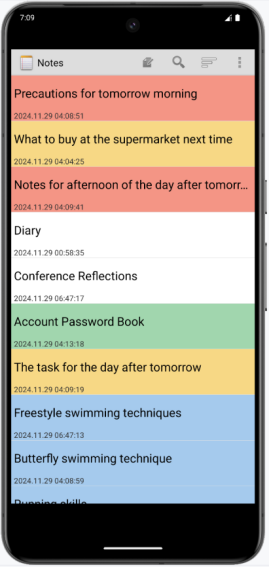 7:09
Notes
Precautions for tomorrow morning
2024.11.29 04:08:51
What to buy at the supermarket next time
2024.11.29 04:04:25
Notes for afternoon of the day after tomorr...
2024.11.29 04:09:41
Diary
2024.11.29 00:58:35
Conference Reflections
2024.11.29 06:47:17
Account Password Book
2024.11.29 04:13:18
The task for the day after tomorrow
2024.11.29 04:09:19
Freestyle swimming techniques
2024.11.29 06:47:13
Butterfly swimming technique
2024.11.29 04:08:59
Running skills